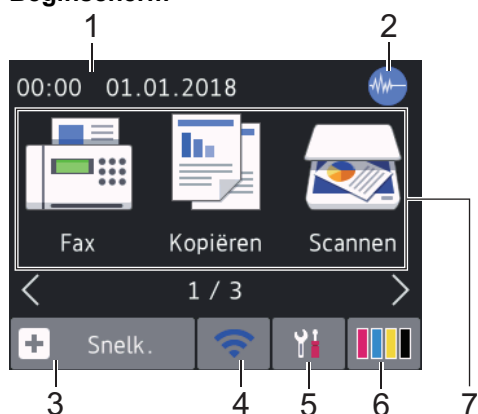 Beginscherm
1 2
00:00 01.01.2018
Fax Kopiëren Scannen
1 / 3
Snelk.
3 4 5 6 7